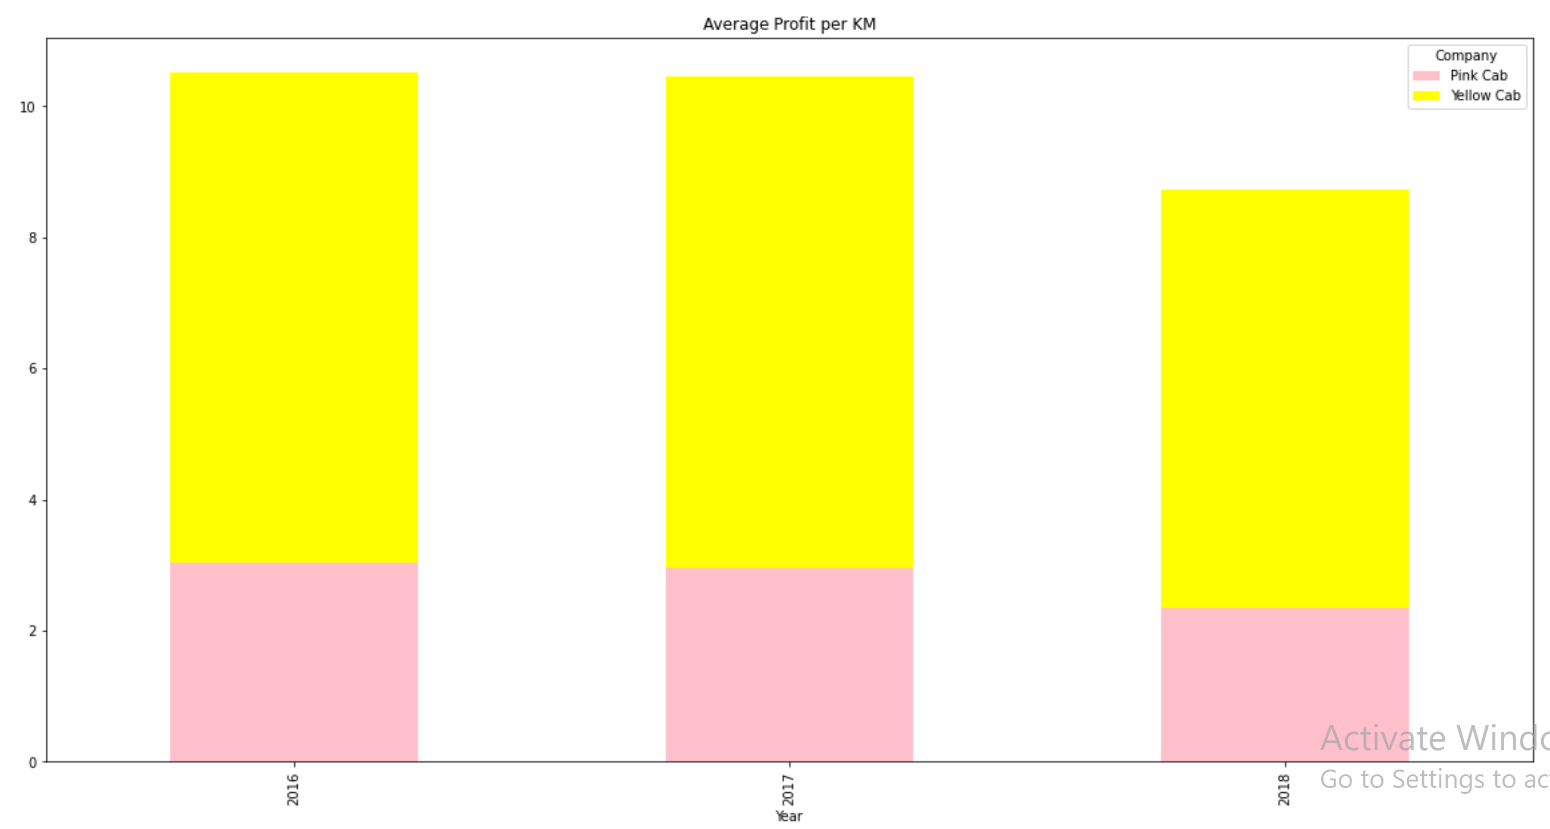 Average Profit per KM
Company
Pink Cab
Yellow Cab
10
8
6
4
2
0
2016
2017
2018
Year
Activate Windo
Go to Settings to ac